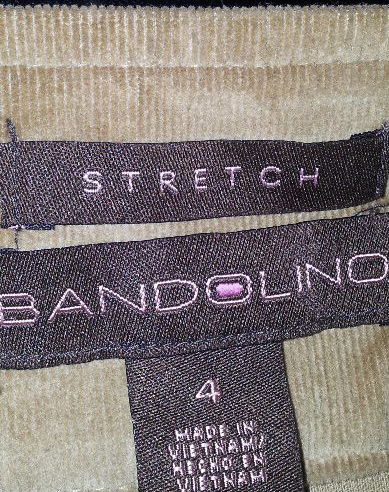 STRETCH
BANDOLINO
4
MADE IN
VIETNAM/
HECHO EN
VIETNAM